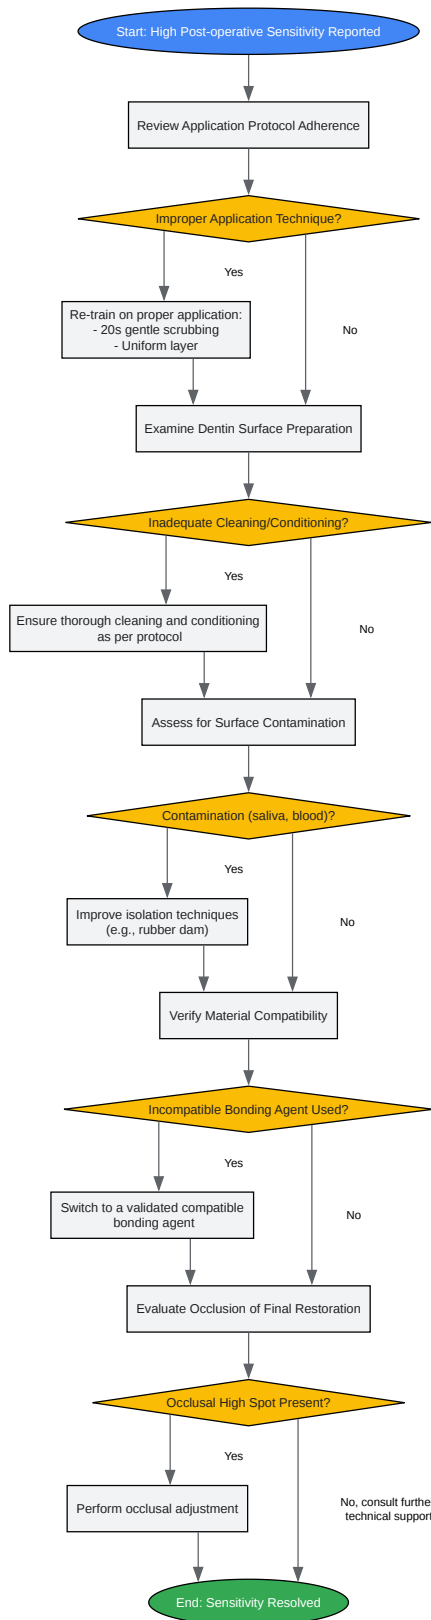 Start: High Post-operative Sensitivity Reported
Review Application Protocol Adherence
Improper Application Technique?
Yes
No
Re-train on proper application:
- 20s gentle scrubbing
- Uniform layer
Examine Dentin Surface Preparation
Inadequate Cleaning/Conditioning?
Yes
No
Ensure thorough cleaning and conditioning
as per protocol
Assess for Surface Contamination
Contamination (saliva, blood)?
Yes
No
Improve isolation techniques
(e.g., rubber dam)
Verify Material Compatibility
Incompatible Bonding Agent Used?
Yes
No
Switch to a validated compatible
bonding agent
Evaluate Occlusion of Final Restoration
Occlusal High Spot Present?
Yes
No, consult furthe
technical support
Perform occlusal adjustment
End: Sensitivity Resolved